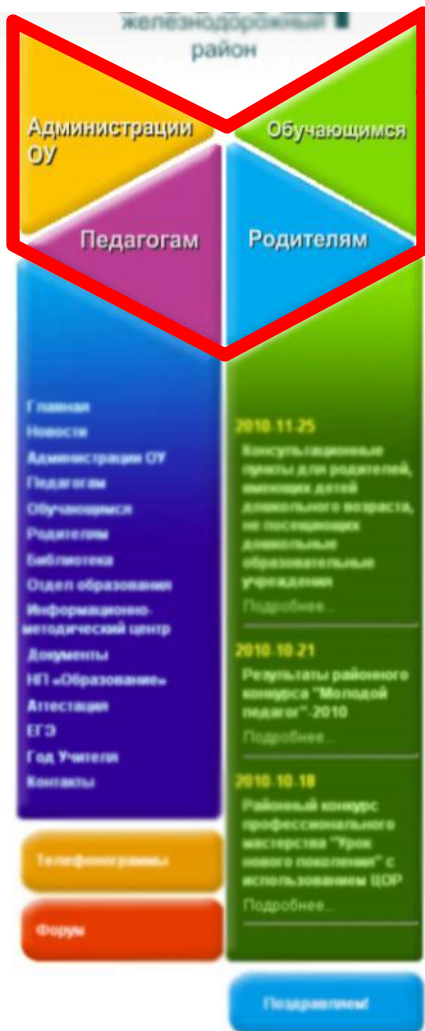 железнодорожный
район
Администрации
ОУ
Обучающимся
Педагогам
Родителям
Главная
Новости
Администрации ОУ
Педагогам
Обучающимся
Родителям
Библиотека
Отдел образования
Информационно-
методический центр
Документы
НП «Образование»
Аттестация
ЕГЭ
Год Учителя
Контакты
Телефонограммы
Форум
2010-11-25
Консультационные
пункты для родителей,
имеющих детей
дошкольного возраста,
не посещающих
дошкольные
образовательные
учреждения
Подробнее...
2010-10-21
Результаты районного
конкурса "Молодой
педагог"-2010
Подробнее...
2010-10-18
Районный конкурс
профессионального
мастерства "Урок
нового поколения" с
использованием ЦОР
Подробнее...
Поздравляем!